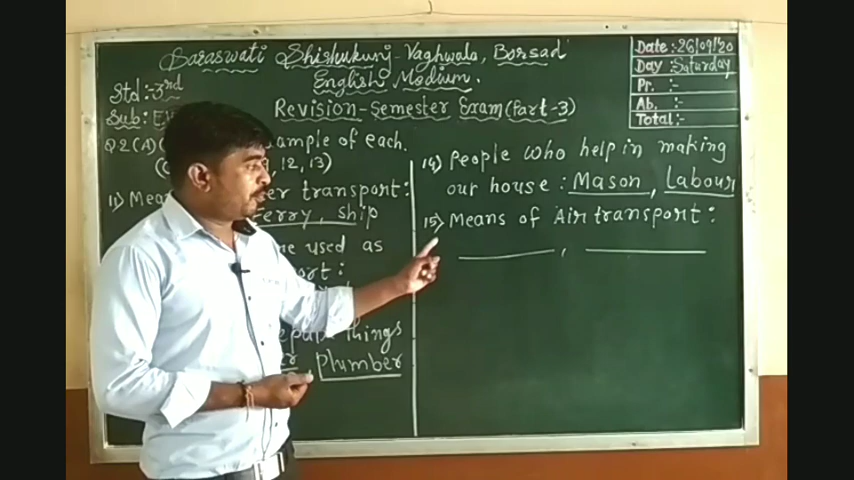 Saraswati Shishukunj - Vaghwala, Borsad
English Medium.
Date:- 26/09/'20
Day:- Saturday
Pr. :-
Ab. :-
Total:-
Std:-3rd
Sub:
Revision-Semester Exam (Part-3)
Q 2 (A) ample of each.
12, 13)
11) Mea er transport:
Ferry, ship
used as
ort:
things
Plumber
14) People who help in making
our house : Mason, Labour
15) Means of Air transport: